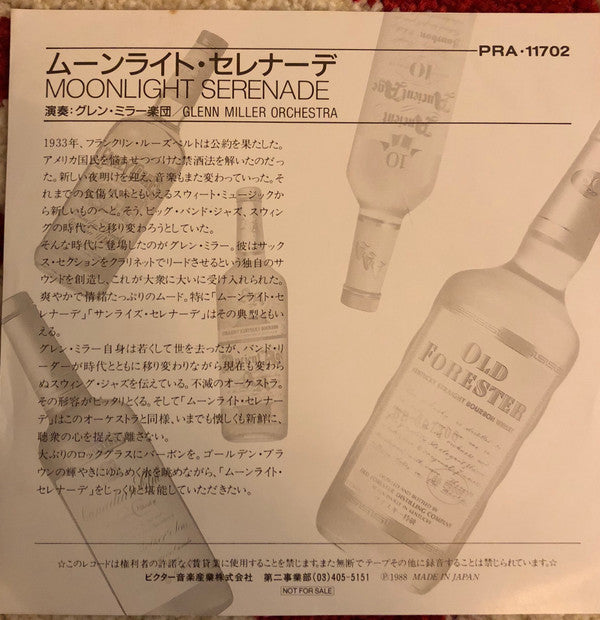 PRA・11702
ムーンライト・セレナーデ
MOONLIGHT SERENADE
演奏：グレン・ミラー楽団／GLENN MILLER ORCHESTRA
1933年、フランクリン・ルーズベルトは公約を果たした。
アメリカ国民を悩ませつづけた禁酒法を解いたのだっ
た。新しい夜明けを迎え、音楽もまた変わっていった。そ
れまでの食傷気味ともいえるスウィート・ミュージックか
ら新しいものへと。そう、ビッグ・バンド・ジャズ、スウィン
グの時代へと移り変わろうとしていた。
そんな時代に登場したのがグレン・ミラー。彼はサック
ス・セクションをクラリネットでリードさせるという独自のサ
ウンドを創造し、これが大衆に大いに受け入れられた。
爽やかで情緒たっぷりのムード。特に「ムーンライト・セ
レナーデ」「サンライズ・セレナーデ」はその典型ともい
える。
グレン・ミラー自身は若くして世を去ったが、バンド・リ
ーダーが時代とともに移り変わりながら現在も変わら
ぬスウィング・ジャズを伝えている。不滅のオーケストラ。
その形容がピッタリとくる。そして「ムーンライト・セレナ
ーデ」はこのオーケストラと同様、いまでも懐しくも新鮮に、
聴衆の心を捉えて離さない。
大ぶりのロックグラスにバーボンを。ゴールデン・ブラ
ウンの輝やきにゆらめく氷を眺めながら、「ムーンライト・
セレナーデ」をじっくりと堪能していただきたい。
Bourbon
10
Ancient Age
Ancient
10
OLD
FORESTER
KENTUCKY STRAIGHT BOURBON WHISKY
OLD FORESTER DISTILLING COMPANY
☆このレコードは権利者の許諾なく賃貸業に使用することを禁じます。また無断でテープその他に録音することは禁じられています。☆
ビクター音楽産業株式会社　第二事業部(03)405-5151　Ⓟ1988 MADE IN JAPAN
NOT FOR SALE